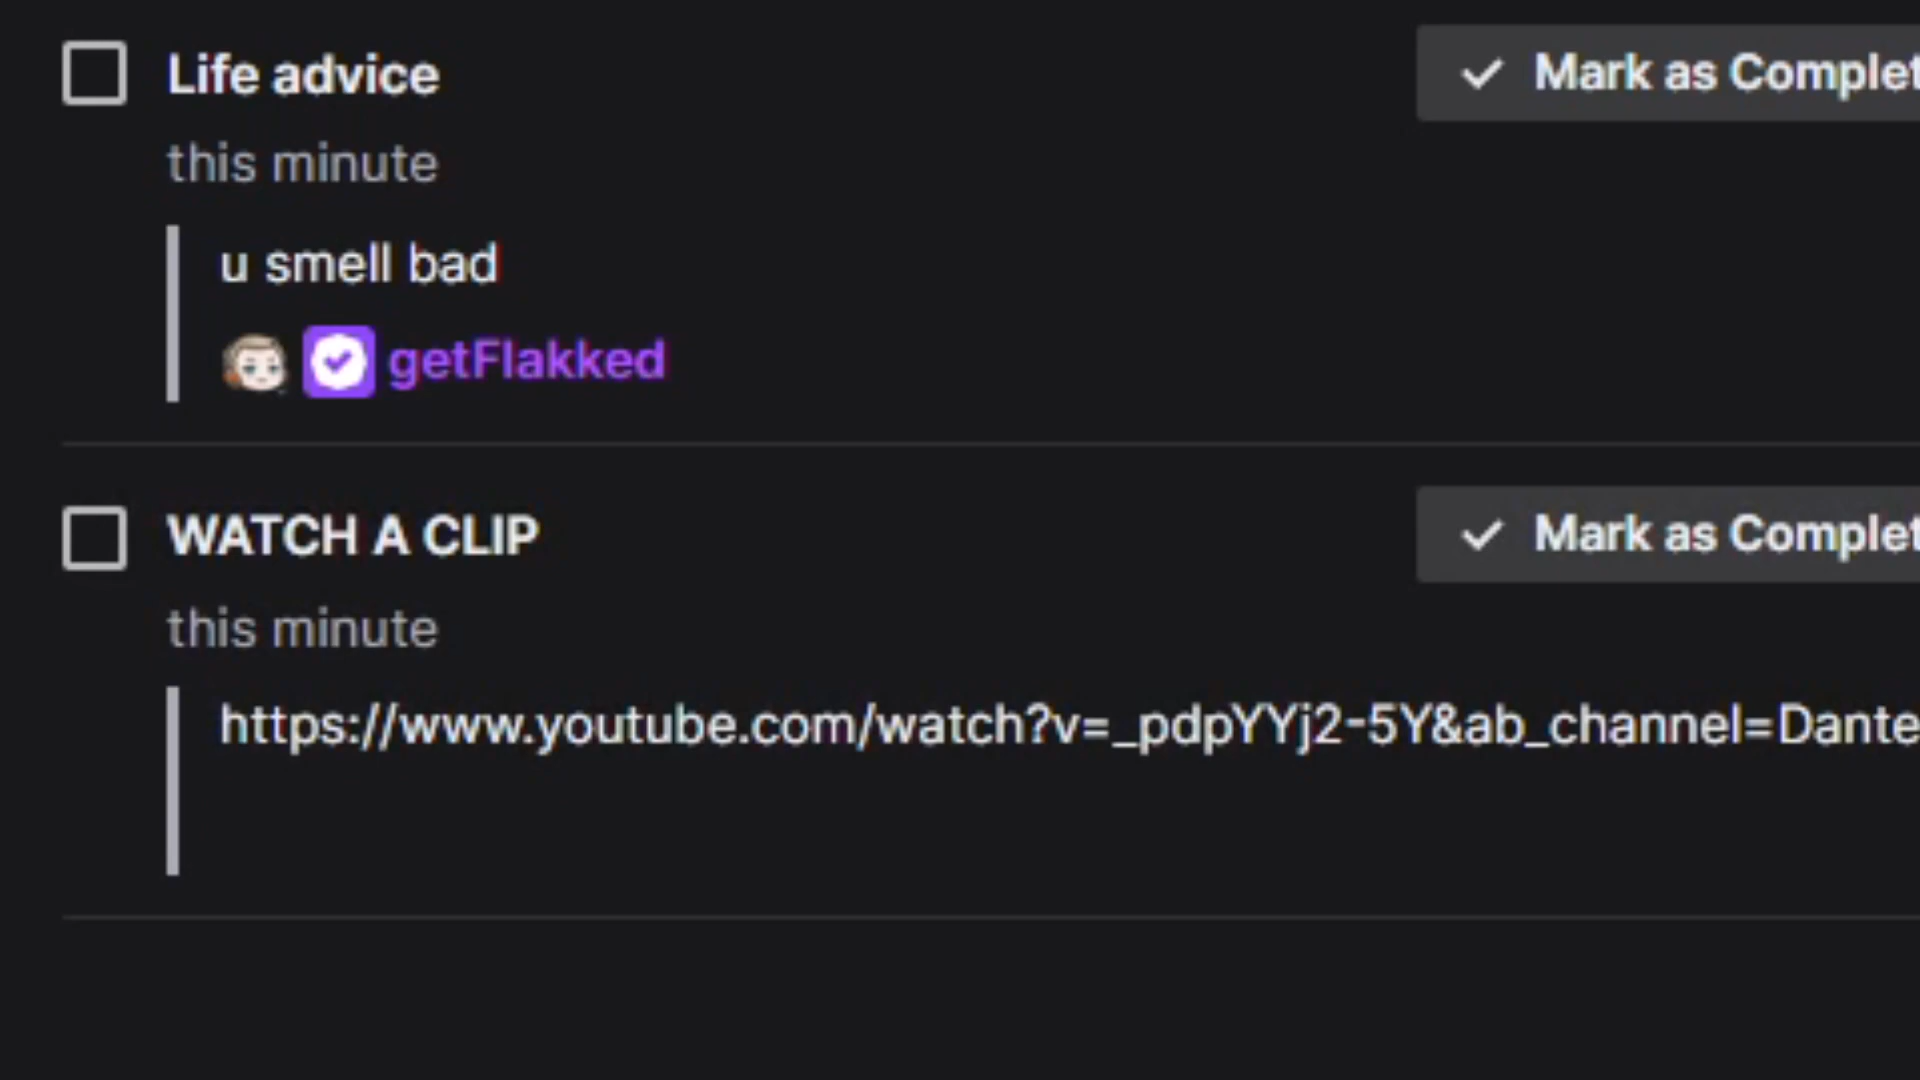 Life advice
Mark as Complet
this minute
u smell bad
getFlakked
WATCH A CLIP
Mark as Complet
this minute
https://www.youtube.com/watch?v=_pdpYYj2-5Y&ab_channel=Dante